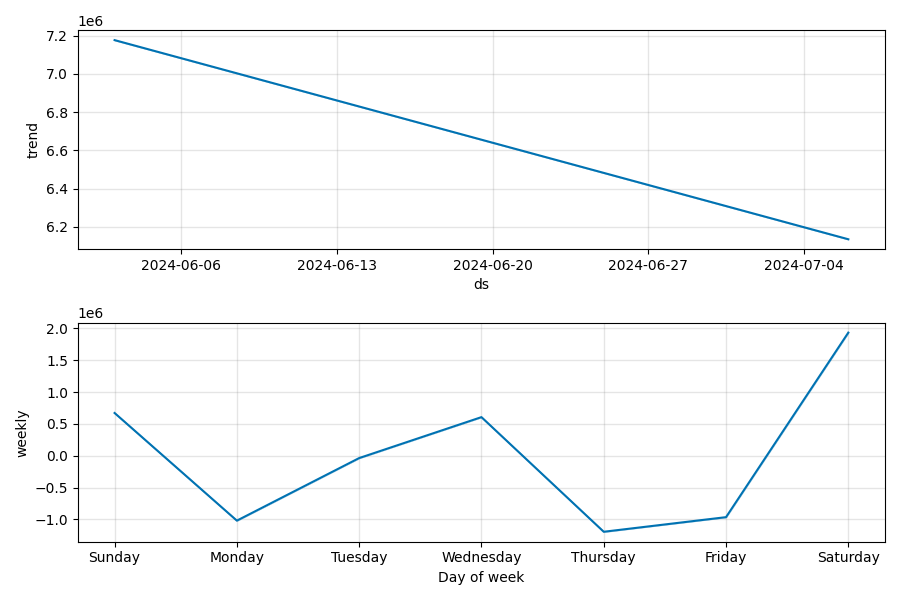 1e6
7.2
7.0
6.8
6.6
6.4
6.2
trend
2024-06-06 2024-06-13 2024-06-20 2024-06-27 2024-07-04
ds
1e6
2.0
1.5
1.0
0.5
0.0
−0.5
−1.0
weekly
Sunday Monday Tuesday Wednesday Thursday Friday Saturday
Day of week